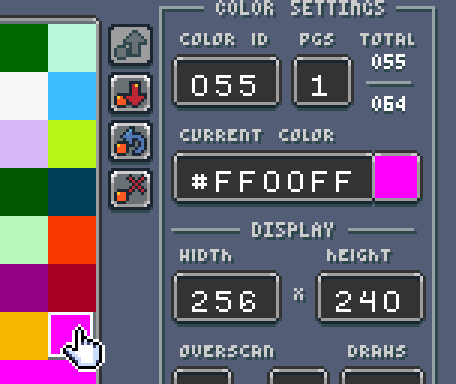 COLOR SETTINGS
COLOR ID PGS TOTAL
055 1 055
064
CURRENT COLOR
#FF00FF
DISPLAY
WIDTH HEIGHT
256 x 240
OVERSCAN DRAWS